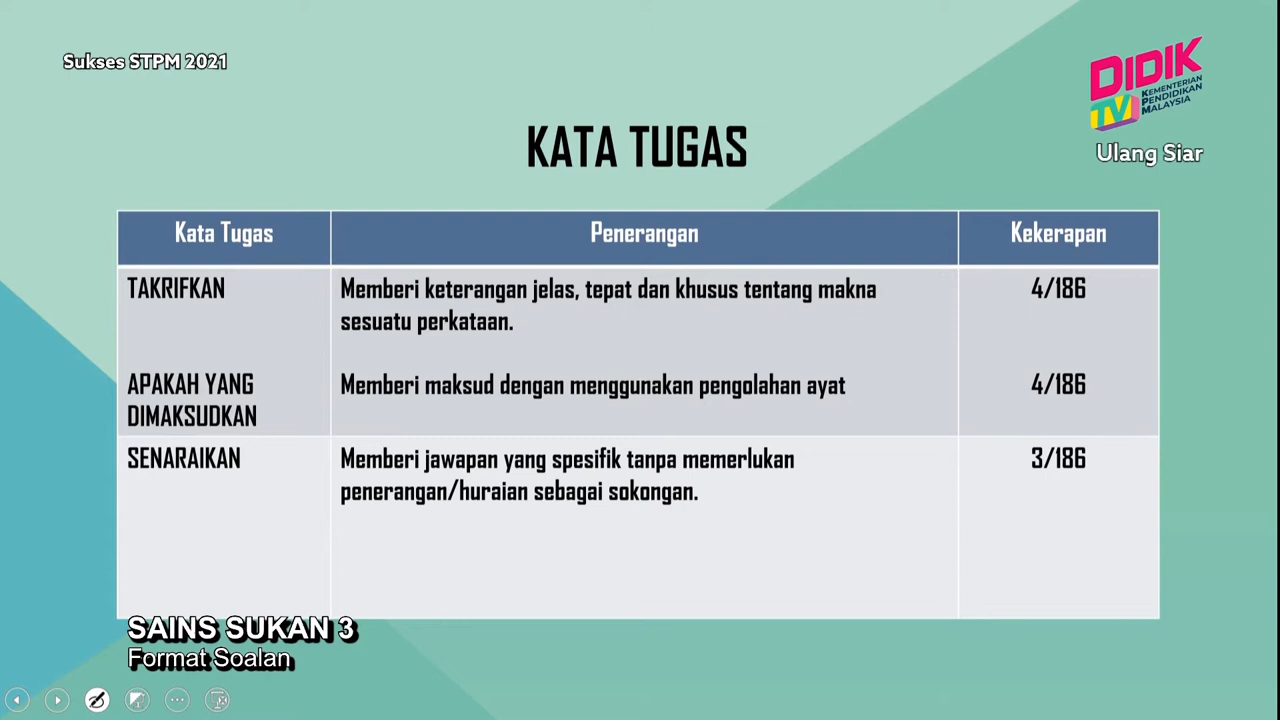 Sukses STPM 2021
DIDIK
TV
KEMENTERIAN
PENDIDIKAN
MALAYSIA
Ulang Siar
KATA TUGAS
Kata Tugas
Penerangan
Kekerapan
TAKRIFKAN
Memberi keterangan jelas, tepat dan khusus tentang makna
sesuatu perkataan.
4/186
APAKAH YANG
DIMAKSUDKAN
Memberi maksud dengan menggunakan pengolahan ayat
4/186
SENARAIKAN
Memberi jawapan yang spesifik tanpa memerlukan
penerangan/huraian sebagai sokongan.
3/186
SAINS SUKAN 3
Format Soalan